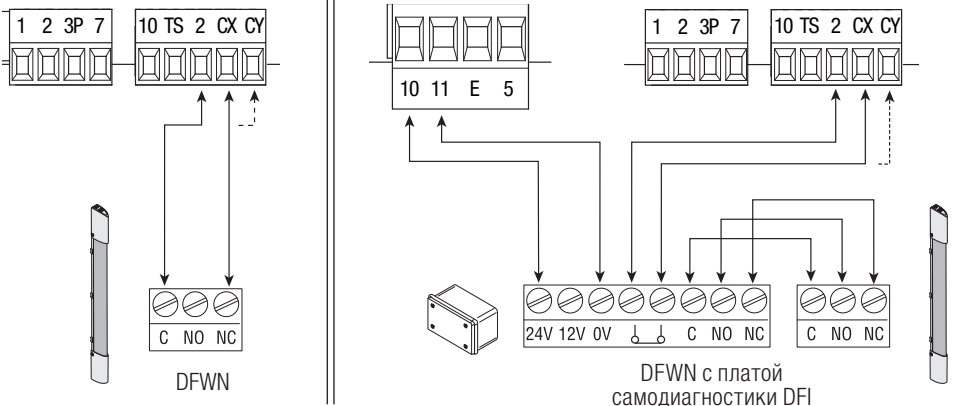 1 2 3P 7
10 TS 2 CX CY
C NO NC
DFWN
10 11 E 5
1 2 3P 7
10 TS 2 CX CY
24V 12V 0V C NO NC
C NO NC
DFWN с платой
самодиагностики DFI